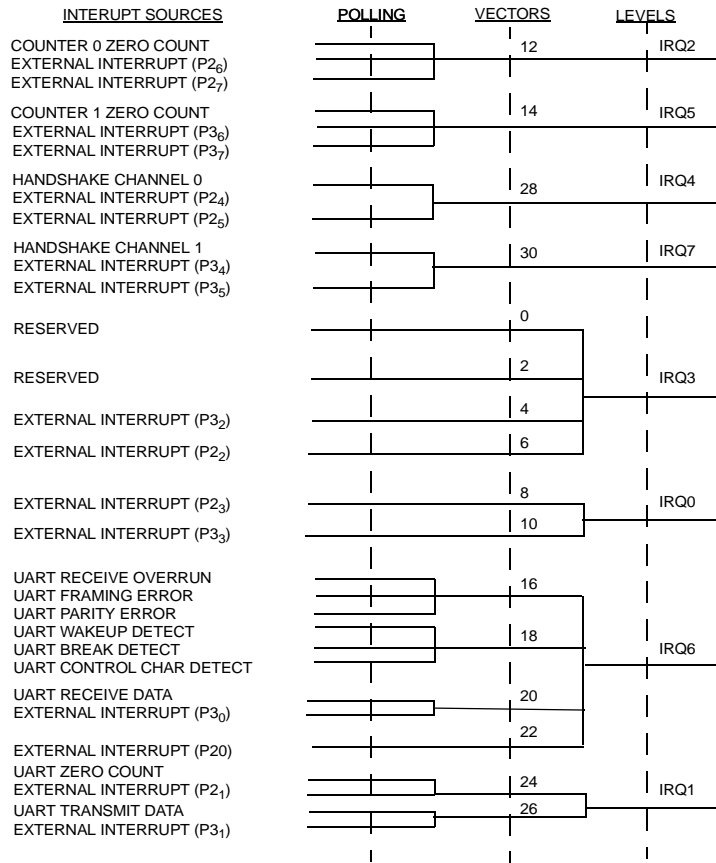 INTERUPT SOURCES POLLING VECTORS LEVELS
COUNTER 0 ZERO COUNT 12 IRQ2
EXTERNAL INTERRUPT (P2₆)
EXTERNAL INTERRUPT (P2₇)
COUNTER 1 ZERO COUNT 14 IRQ5
EXTERNAL INTERRUPT (P3₆)
EXTERNAL INTERRUPT (P3₇)
HANDSHAKE CHANNEL 0 28 IRQ4
EXTERNAL INTERRUPT (P2₄)
EXTERNAL INTERRUPT (P2₅)
HANDSHAKE CHANNEL 1 30 IRQ7
EXTERNAL INTERRUPT (P3₄)
EXTERNAL INTERRUPT (P3₅)
0
RESERVED
2
RESERVED IRQ3
4
EXTERNAL INTERRUPT (P3₂)
6
EXTERNAL INTERRUPT (P2₂)
8
EXTERNAL INTERRUPT (P2₃) IRQ0
10
EXTERNAL INTERRUPT (P3₃)
UART RECEIVE OVERRUN 16
UART FRAMING ERROR
UART PARITY ERROR
UART WAKEUP DETECT 18
UART BREAK DETECT IRQ6
UART CONTROL CHAR DETECT
UART RECEIVE DATA 20
EXTERNAL INTERRUPT (P3₀)
22
EXTERNAL INTERRUPT (P20)
UART ZERO COUNT 24
EXTERNAL INTERRUPT (P2₁) IRQ1
UART TRANSMIT DATA 26
EXTERNAL INTERRUPT (P3₁)